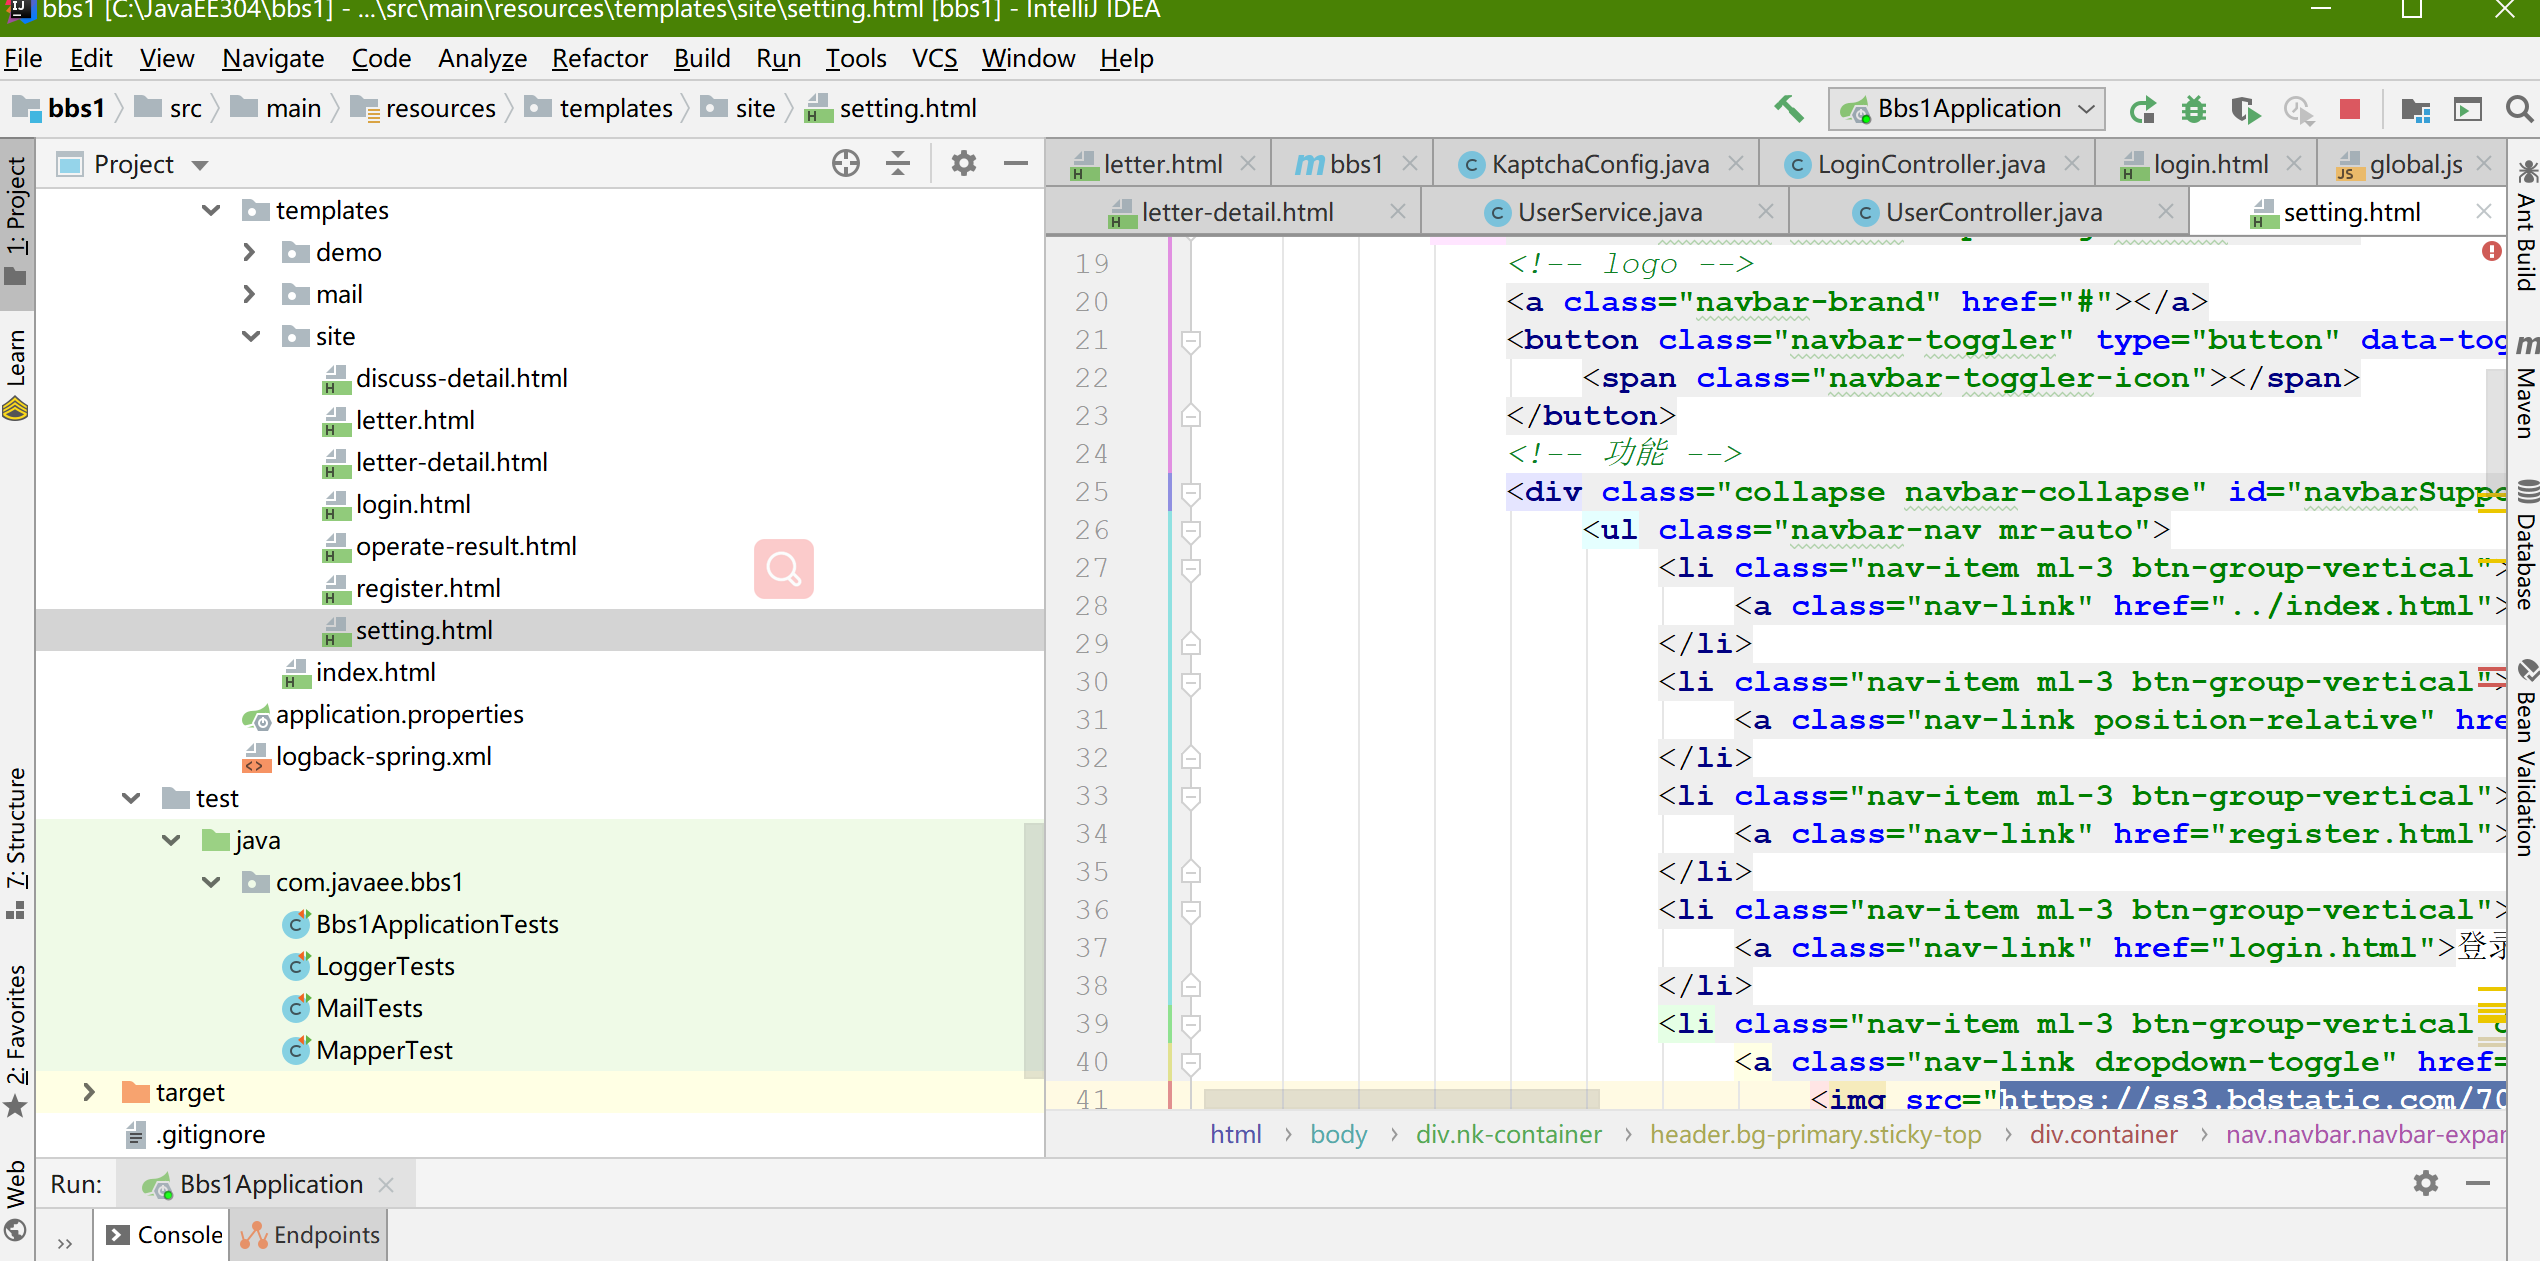 bbs1 [C:\JavaEE304\bbs1] - ...\src\main\resources\templates\site\setting.html [bbs1] - IntelliJ IDEA
File Edit View Navigate Code Analyze Refactor Build Run Tools VCS Window Help
bbs1 src main resources templates site setting.html Bbs1Application
1: Project
Learn
7: Structure
2: Favorites
Web
Project
templates
demo
mail
site
discuss-detail.html
letter.html
letter-detail.html
login.html
operate-result.html
register.html
setting.html
index.html
application.properties
logback-spring.xml
test
java
com.javaee.bbs1
Bbs1ApplicationTests
LoggerTests
MailTests
MapperTest
target
.gitignore
letter.html bbs1 KaptchaConfig.java LoginController.java login.html global.js
letter-detail.html UserService.java UserController.java setting.html
19 <!-- logo -->
20 <a class="navbar-brand" href="#"></a>
21 <button class="navbar-toggler" type="button" data-tog
22 <span class="navbar-toggler-icon"></span>
23 </button>
24 <!-- 功能 -->
25 <div class="collapse navbar-collapse" id="navbarSuppo
26 <ul class="navbar-nav mr-auto">
27 <li class="nav-item ml-3 btn-group-vertical">
28 <a class="nav-link" href="../index.html">
29 </li>
30 <li class="nav-item ml-3 btn-group-vertical">
31 <a class="nav-link position-relative" hre
32 </li>
33 <li class="nav-item ml-3 btn-group-vertical">
34 <a class="nav-link" href="register.html">
35 </li>
36 <li class="nav-item ml-3 btn-group-vertical">
37 <a class="nav-link" href="login.html">登录
38 </li>
39 <li class="nav-item ml-3 btn-group-vertical d
40 <a class="nav-link dropdown-toggle" href=
41 <img src="https://ss3.bdstatic.com/70
html › body › div.nk-container › header.bg-primary.sticky-top › div.container › nav.navbar.navbar-expan
Ant Build
Maven
Database
Bean Validation
Run: Bbs1Application
Console Endpoints